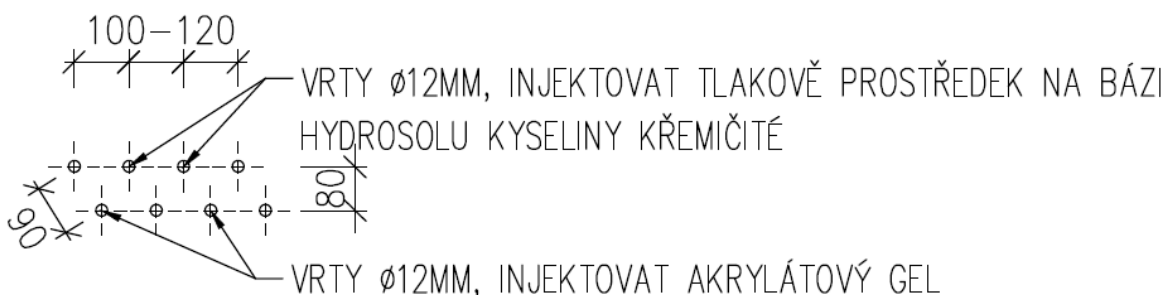 100-120
VRTY ø12MM, INJEKTOVAT TLAKOVĚ PROSTŘEDEK NA BÁZI
HYDROSOLU KYSELINY KŘEMIČITÉ
80
90
VRTY ø12MM, INJEKTOVAT AKRYLÁTOVÝ GEL